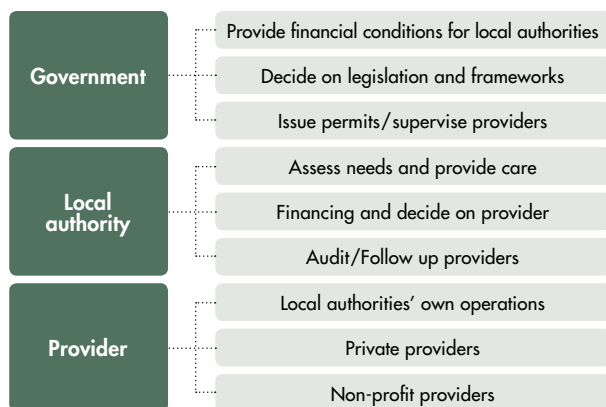 Government
Provide financial conditions for local authorities
Decide on legislation and frameworks
Issue permits/supervise providers
Local
authority
Assess needs and provide care
Financing and decide on provider
Audit/Follow up providers
Provider
Local authorities’ own operations
Private providers
Non-profit providers